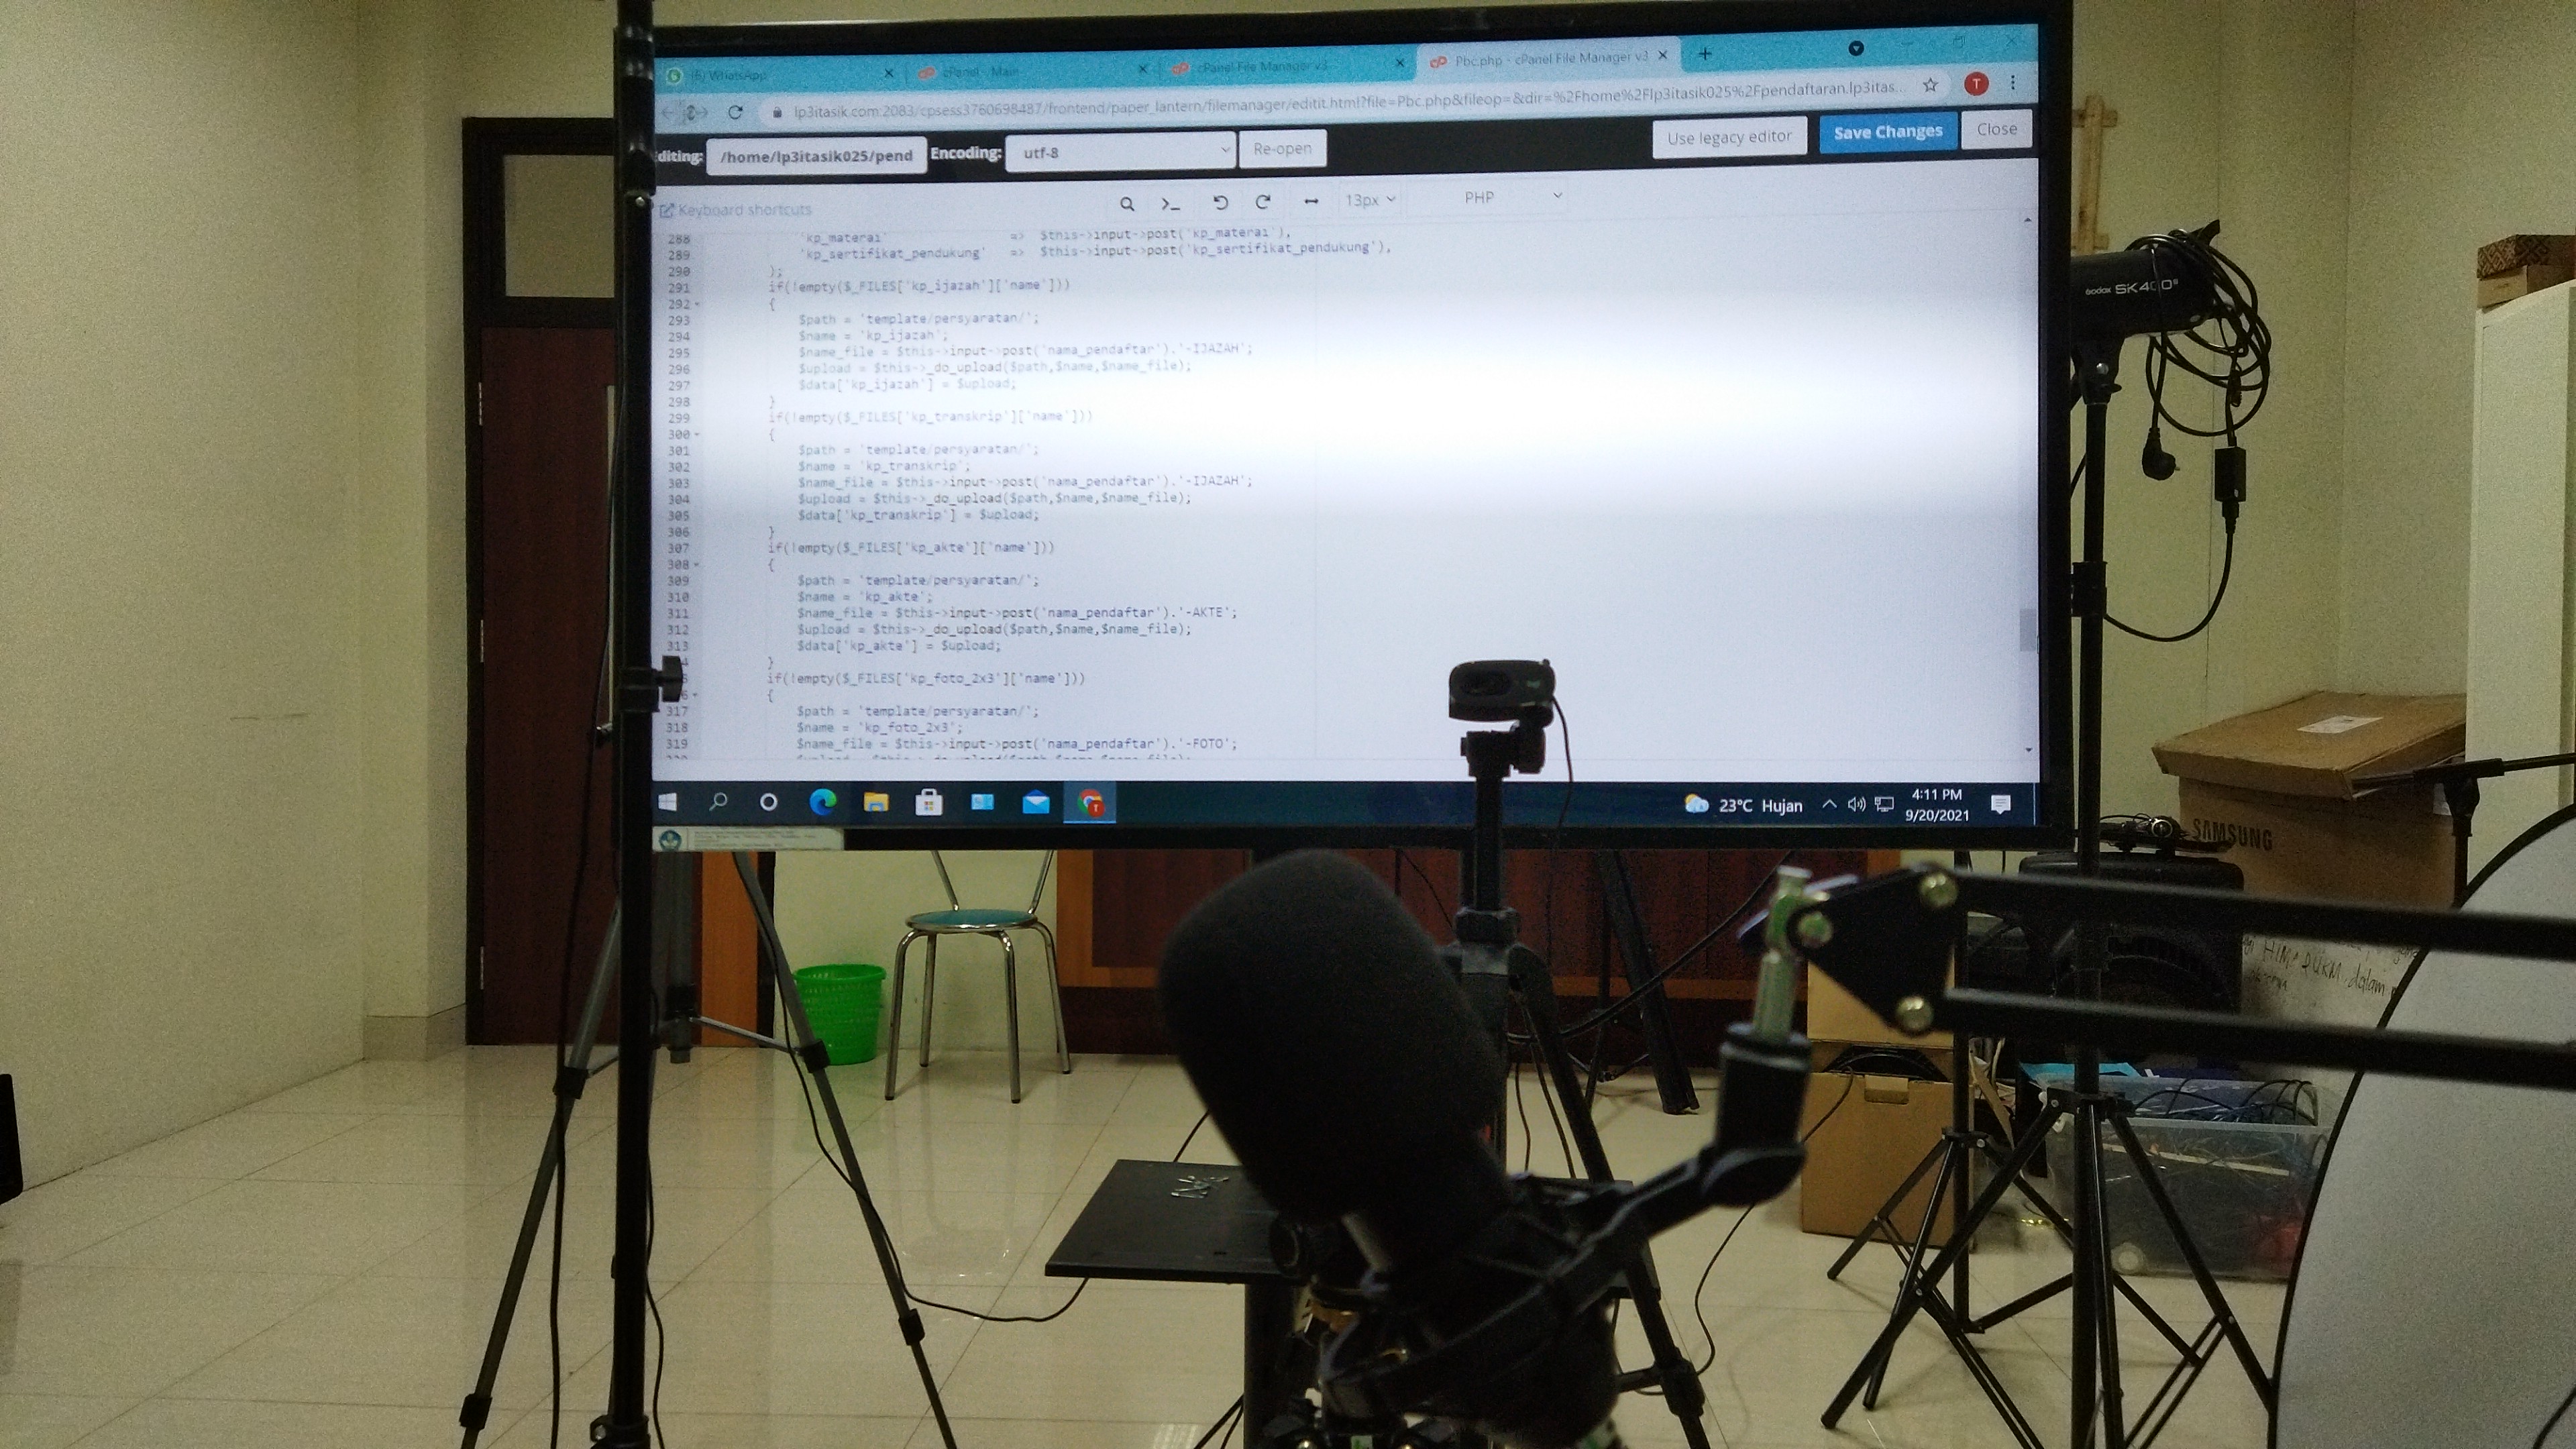 (6) WhatsApp
cPanel - Main
cPanel File Manager v3
Pbc.php - cPanel File Manager v3
lp3itasik.com:2083/cpsess3760698487/frontend/paper_lantern/filemanager/editit.html?file=Pbc.php&fileop=&dir=%2Fhome%2Flp3itasik025%2Fpendaftaran.lp3itas...
T
diting: /home/lp3itasik025/pend Encoding: utf-8 Re-open Use legacy editor Save Changes Close
Keyboard shortcuts 13px PHP
288 'kp_materai' => $this->input->post('kp_materai'),
289 'kp_sertifikat_pendukung' => $this->input->post('kp_sertifikat_pendukung'),
290 );
291 if(!empty($_FILES['kp_ijazah']['name']))
292 {
293 $path = 'template/persyaratan/';
294 $name = 'kp_ijazah';
295 $name_file = $this->input->post('nama_pendaftar').'-IJAZAH';
296 $upload = $this->_do_upload($path,$name,$name_file);
297 $data['kp_ijazah'] = $upload;
298 }
299 if(!empty($_FILES['kp_transkrip']['name']))
300 {
301 $path = 'template/persyaratan/';
302 $name = 'kp_transkrip';
303 $name_file = $this->input->post('nama_pendaftar').'-IJAZAH';
304 $upload = $this->_do_upload($path,$name,$name_file);
305 $data['kp_transkrip'] = $upload;
306 }
307 if(!empty($_FILES['kp_akte']['name']))
308 {
309 $path = 'template/persyaratan/';
310 $name = 'kp_akte';
311 $name_file = $this->input->post('nama_pendaftar').'-AKTE';
312 $upload = $this->_do_upload($path,$name,$name_file);
313 $data['kp_akte'] = $upload;
4 }
5 if(!empty($_FILES['kp_foto_2x3']['name']))
6 {
317 $path = 'template/persyaratan/';
318 $name = 'kp_foto_2x3';
319 $name_file = $this->input->post('nama_pendaftar').'-FOTO';
23°C Hujan
4:11 PM
9/20/2021
Godox SK400II
SAMSUNG
HIMA & UKM dalam